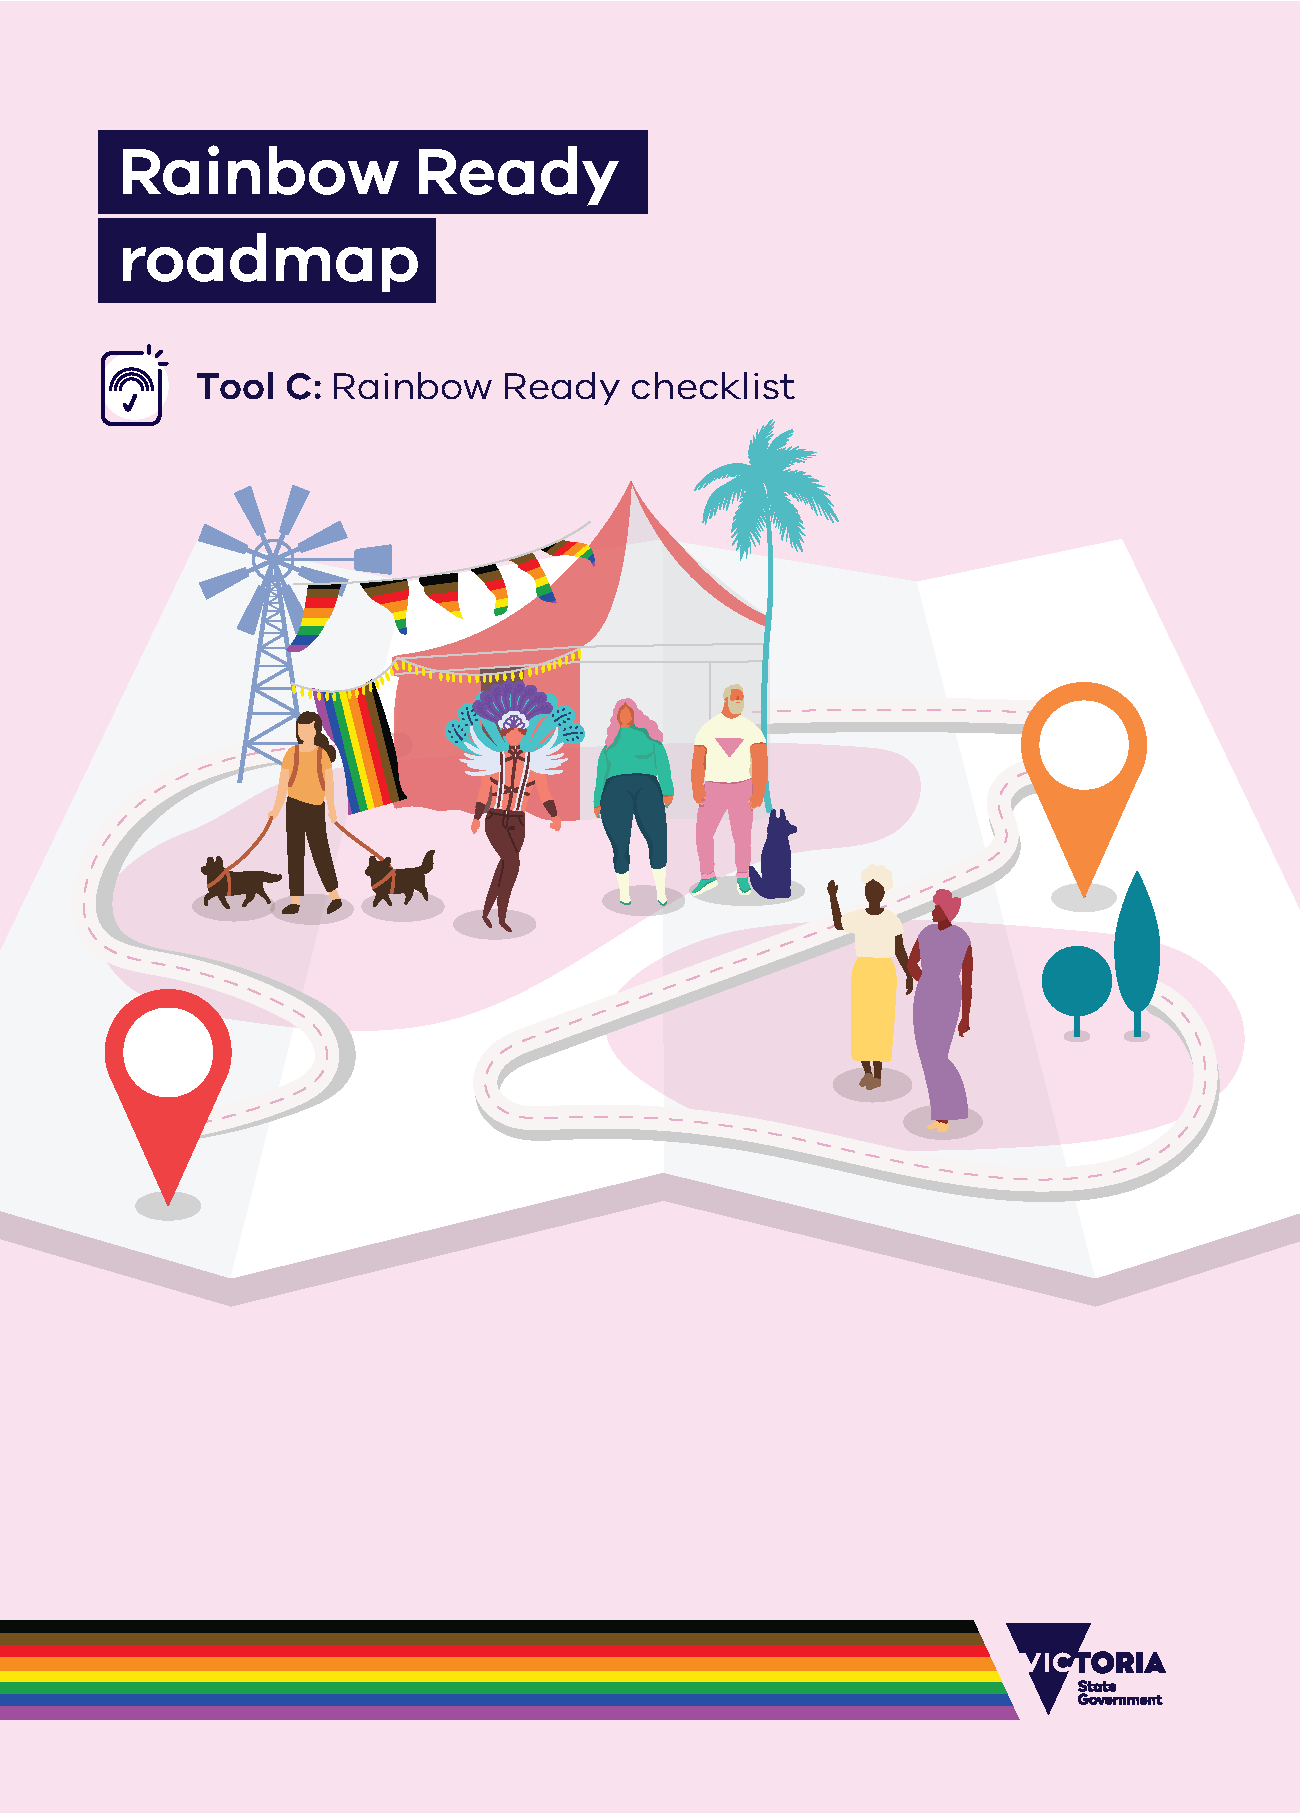 Rainbow Ready
roadmap
Tool C: Rainbow Ready checklist
VICTORIA
State
Government